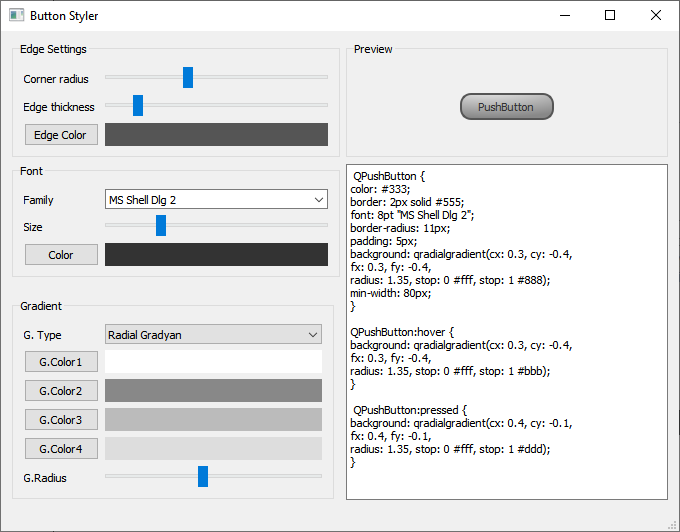 Button Styler
Edge Settings
Corner radius
Edge thickness
Edge Color
Font
Family
MS Shell Dlg 2
Size
Color
Gradient
G. Type
Radial Gradyan
G.Color1
G.Color2
G.Color3
G.Color4
G.Radius
Preview
PushButton
QPushButton {
color: #333;
border: 2px solid #555;
font: 8pt "MS Shell Dlg 2";
border-radius: 11px;
padding: 5px;
background: qradialgradient(cx: 0.3, cy: -0.4,
fx: 0.3, fy: -0.4,
radius: 1.35, stop: 0 #fff, stop: 1 #888);
min-width: 80px;
}
QPushButton:hover {
background: qradialgradient(cx: 0.3, cy: -0.4,
fx: 0.3, fy: -0.4,
radius: 1.35, stop: 0 #fff, stop: 1 #bbb);
}
QPushButton:pressed {
background: qradialgradient(cx: 0.4, cy: -0.1,
fx: 0.4, fy: -0.1,
radius: 1.35, stop: 0 #fff, stop: 1 #ddd);
}